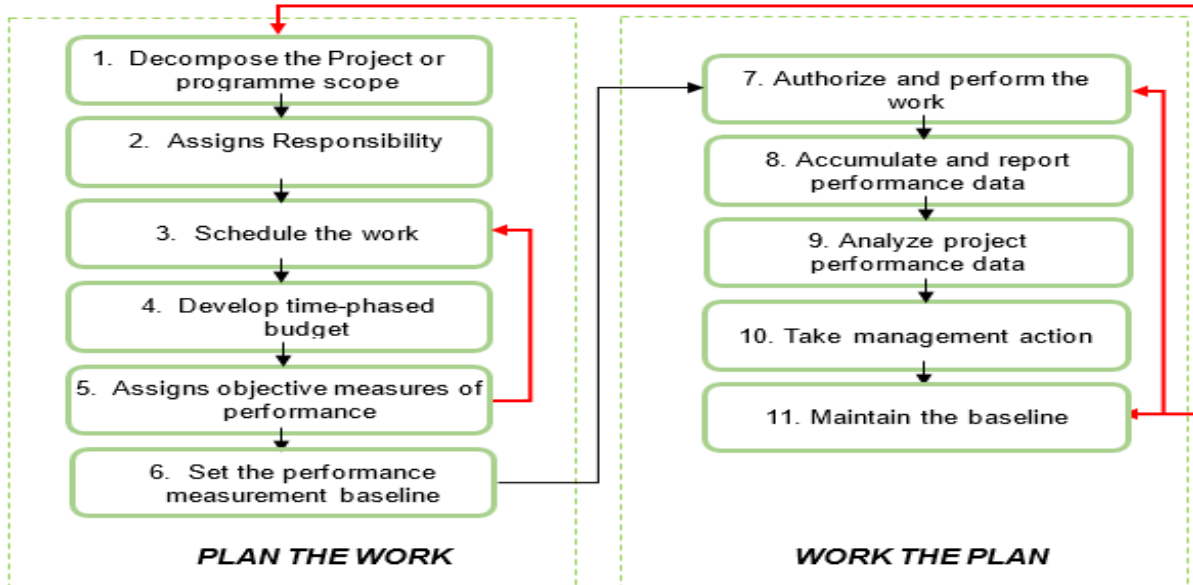 1. Decompose the Project or
programme scope
2. Assigns Responsibility
3. Schedule the work
4. Develop time-phased
budget
5. Assigns objective measures of
performance
6. Set the performance
measurement baseline
PLAN THE WORK
7. Authorize and perform the
work
8. Accumulate and report
performance data
9. Analyze project
performance data
10. Take management action
11. Maintain the baseline
WORK THE PLAN